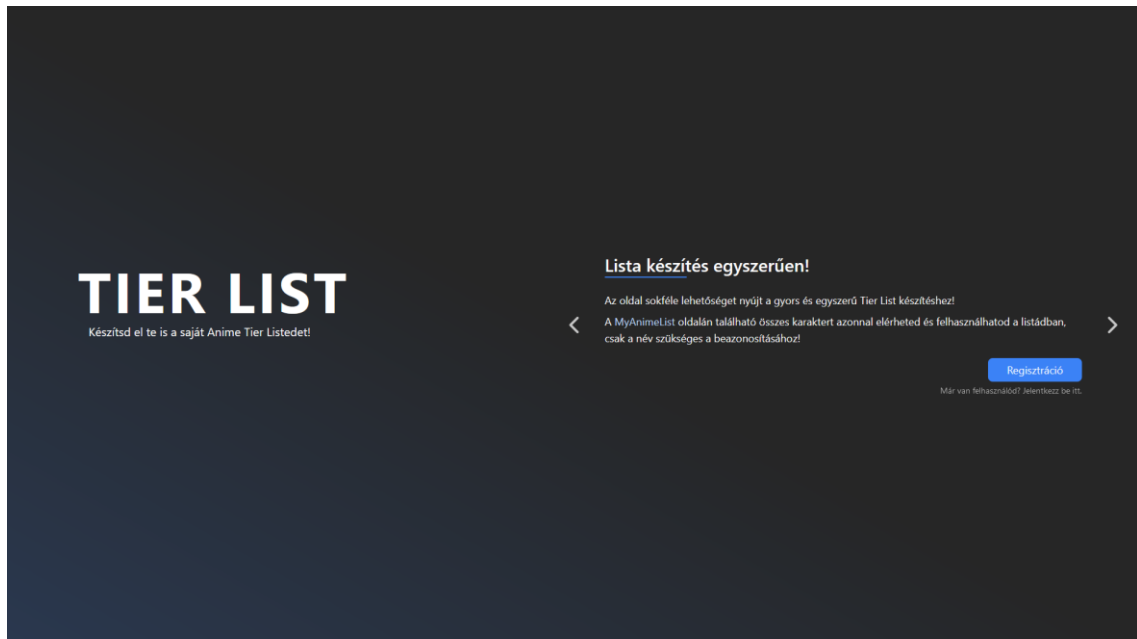 TIER LIST
Készítsd el te is a saját Anime Tier Listedet!
Lista készítés egyszerűen!
Az oldal sokféle lehetőséget nyújt a gyors és egyszerű Tier List készítéshez!
A MyAnimeList oldalán található összes karaktert azonnal elérheted és felhasználhatod a listádban,
csak a név szükséges a beazonosításához!
Regisztráció
Már van felhasználód? Jelentkezz be itt.